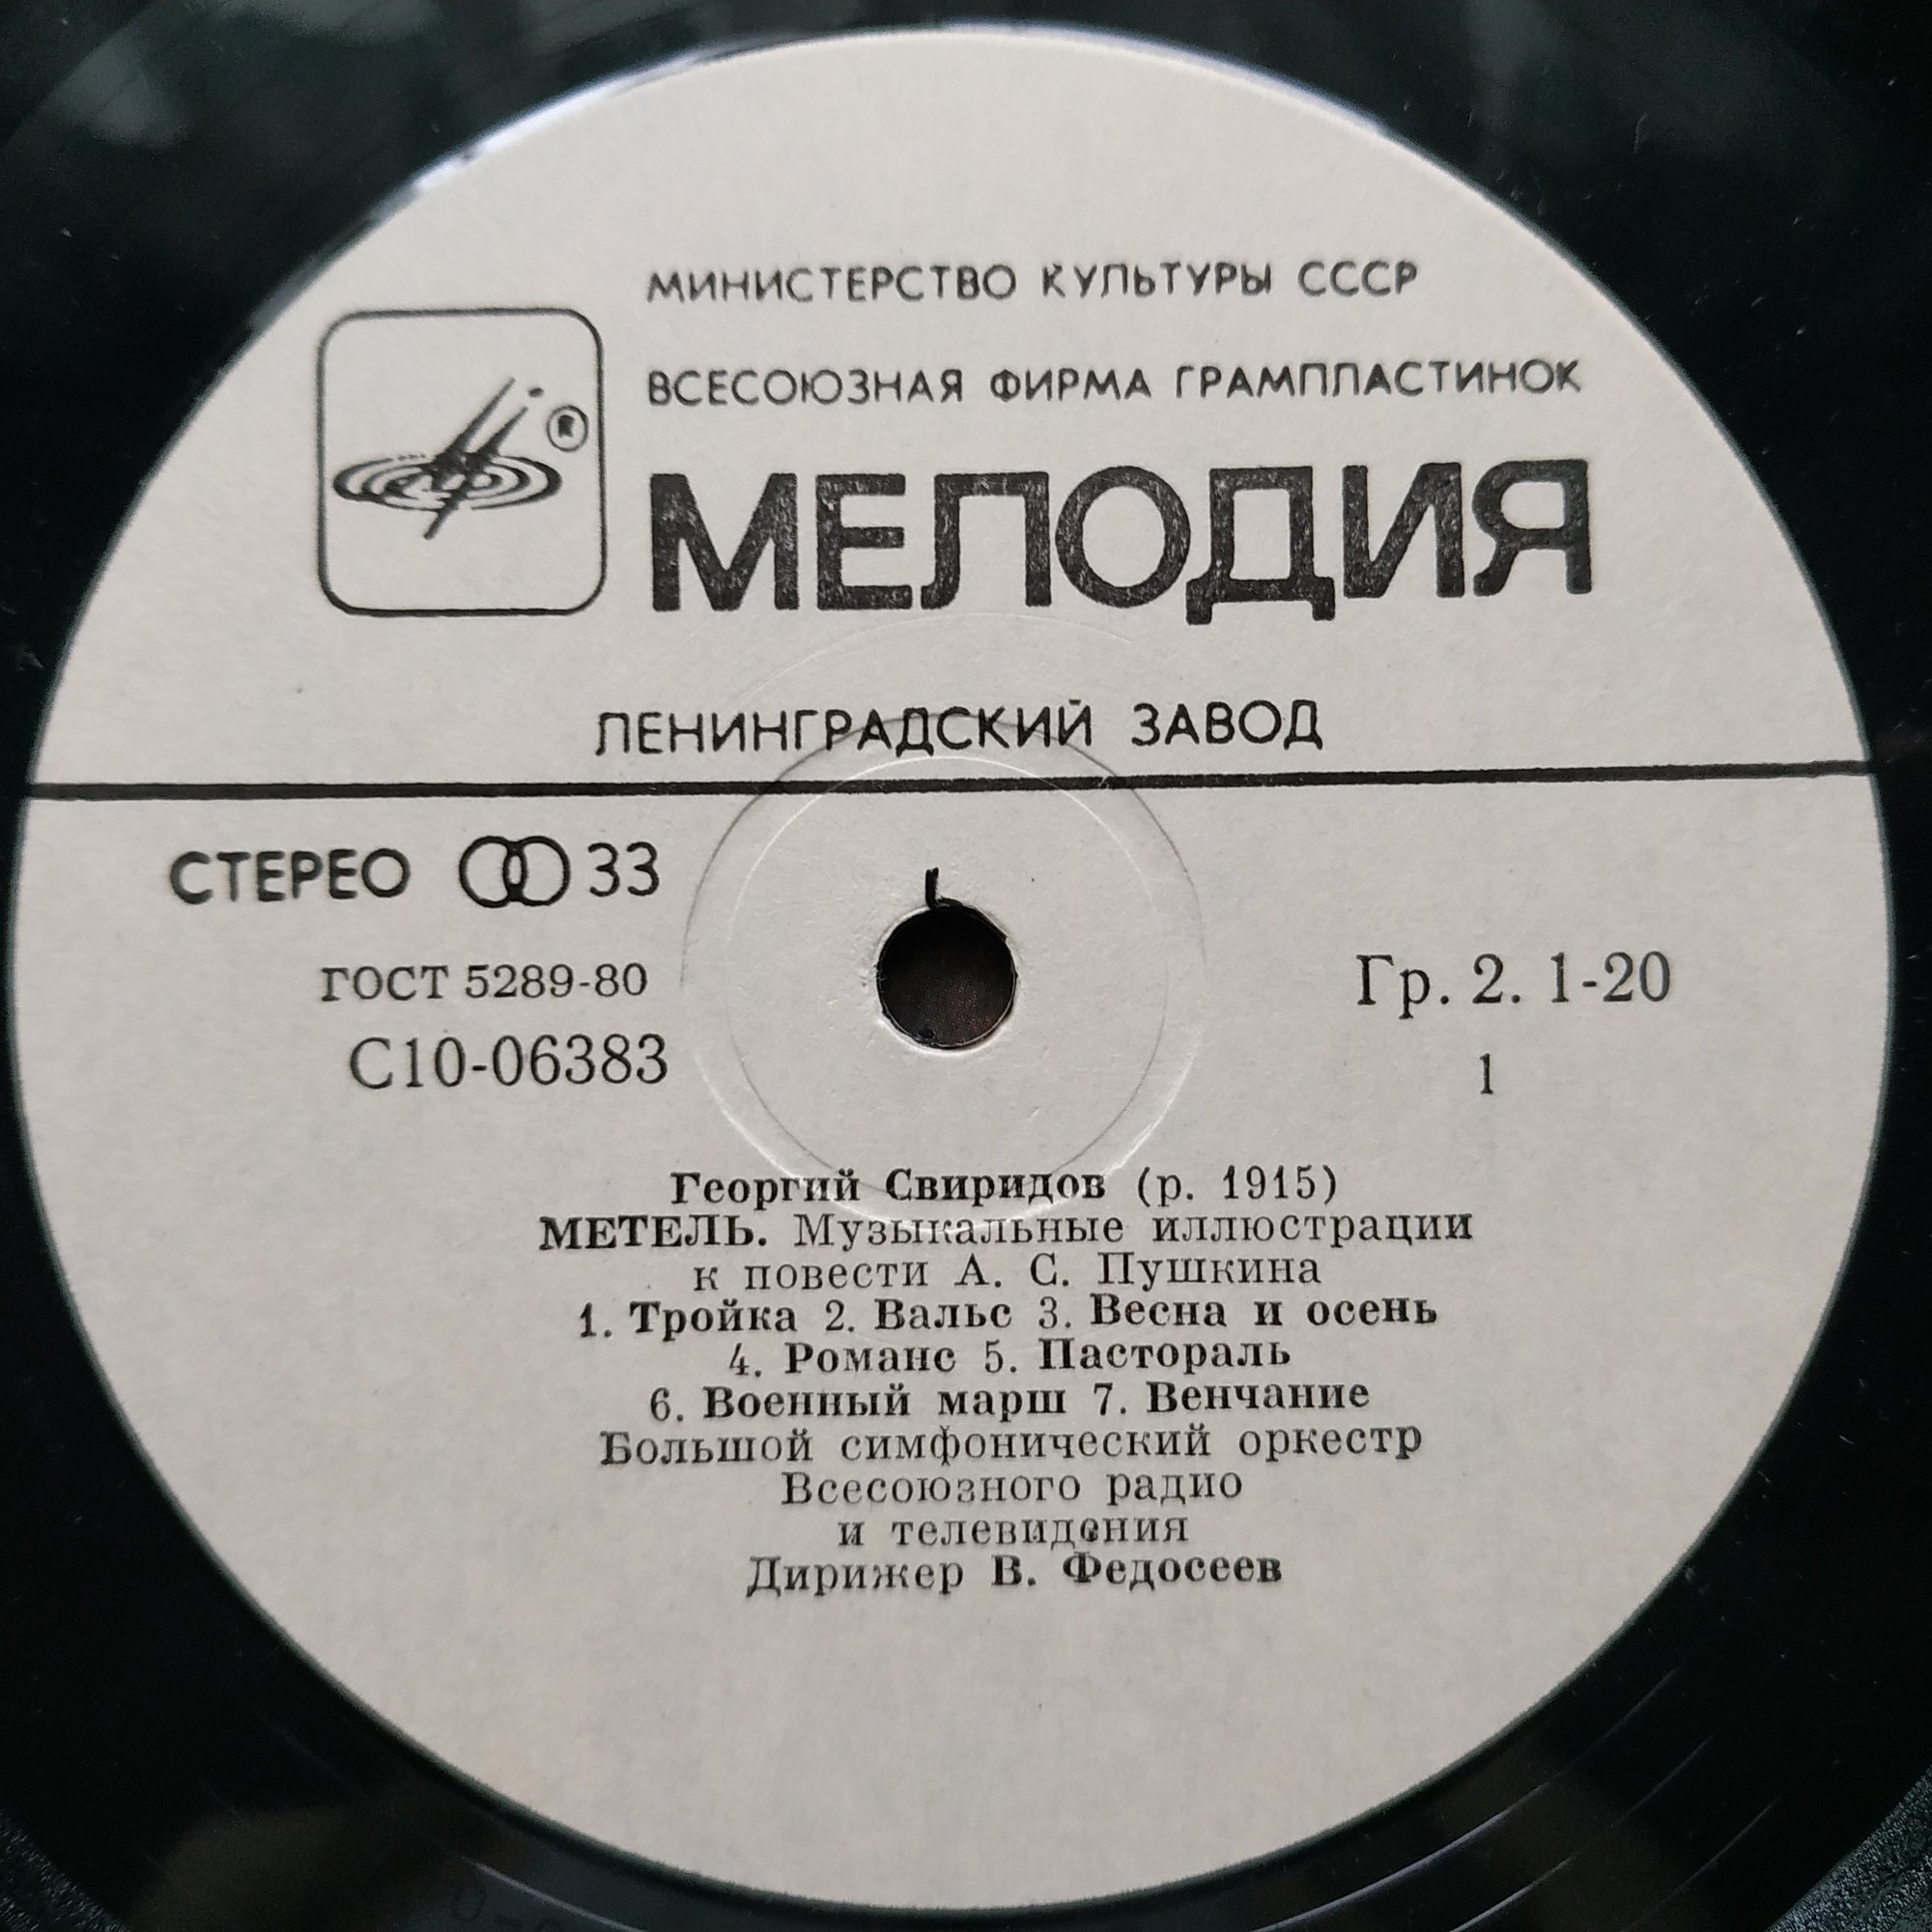 МИНИСТЕРСТВО КУЛЬТУРЫ СССР
ВСЕСОЮЗНАЯ ФИРМА ГРАМПЛАСТИНОК
®
МЕЛОДИЯ
ЛЕНИНГРАДСКИЙ ЗАВОД
СТЕРЕО 33
ГОСТ 5289-80
Гр. 2. 1-20
С10-06383
1
Георгий Свиридов (р. 1915)
МЕТЕЛЬ. Музыкальные иллюстрации
к повести А. С. Пушкина
1. Тройка 2. Вальс 3. Весна и осень
4. Романс 5. Пастораль
6. Военный марш 7. Венчание
Большой симфонический оркестр
Всесоюзного радио
и телевидения
Дирижер В. Федосеев